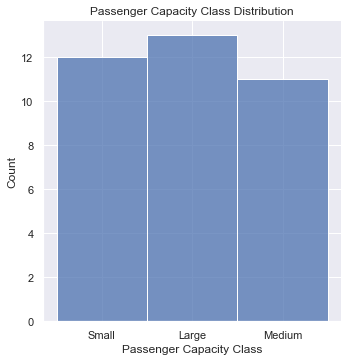 Passenger Capacity Class Distribution
12
10
8
6
4
2
0
Count
Small Large Medium
Passenger Capacity Class